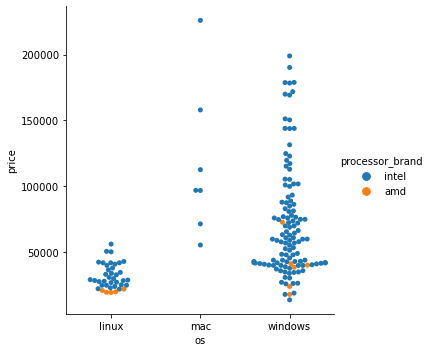 200000
150000
100000
50000
price
linux
mac
windows
os
processor_brand
intel
amd